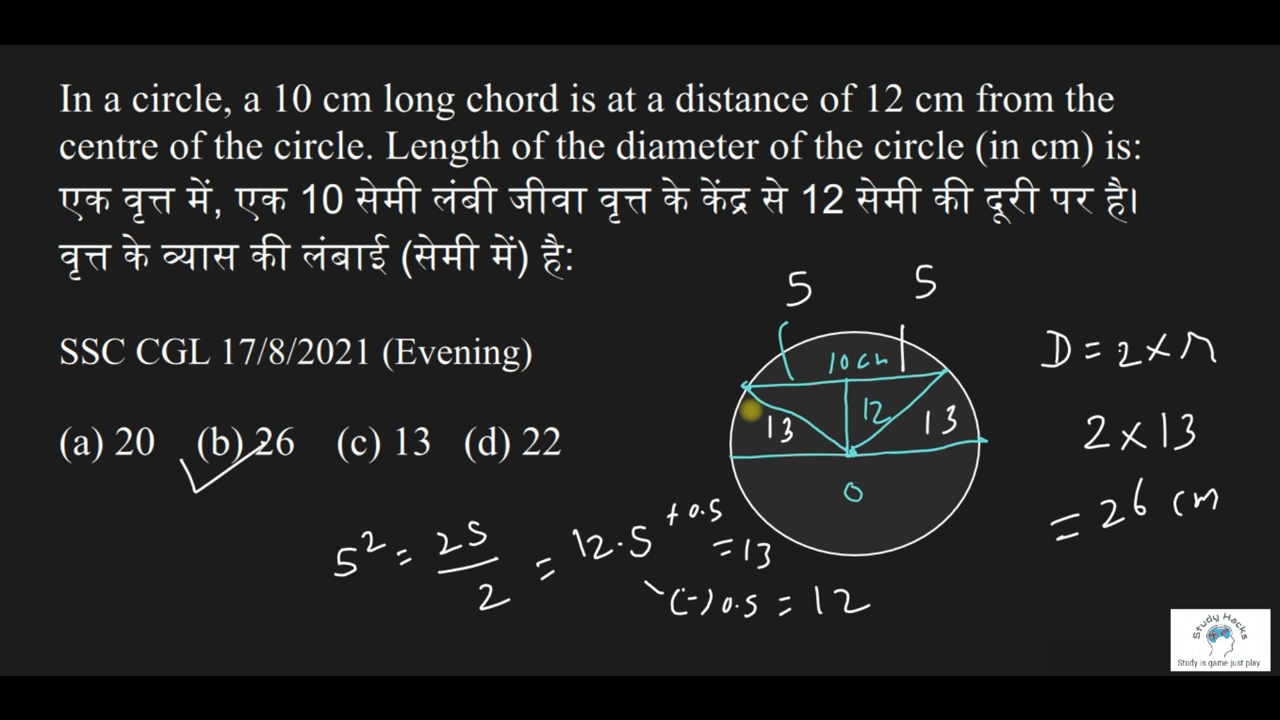 In a circle, a 10 cm long chord is at a distance of 12 cm from the
centre of the circle. Length of the diameter of the circle (in cm) is:
एक वृत्त में, एक 10 सेमी लंबी जीवा वृत्त के केंद्र से 12 सेमी की दूरी पर है।
वृत्त के व्यास की लंबाई (सेमी में) है:
5 5
SSC CGL 17/8/2021 (Evening)
10 cm
D = 2 × r
12
13 13
(a) 20 (b) 26 (c) 13 (d) 22
2 × 13
0
= 26 cm
5² = 25/2 = 12.5 + 0.5 = 13
(-) 0.5 = 12
Study Hacks
Study is game just play